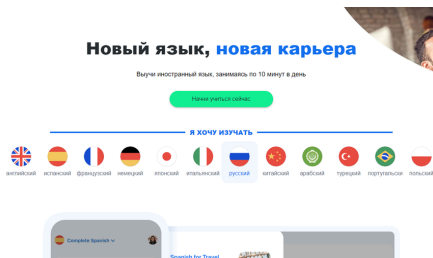 Новый язык, новая карьера
Выучи иностранный язык, занимаясь по 10 минут в день
Начни учиться сейчас
Я ХОЧУ ИЗУЧАТЬ
английский испанский французский немецкий японский итальянский русский китайский арабский турецкий португальски польский
Complete Spanish
Spanish for Travel